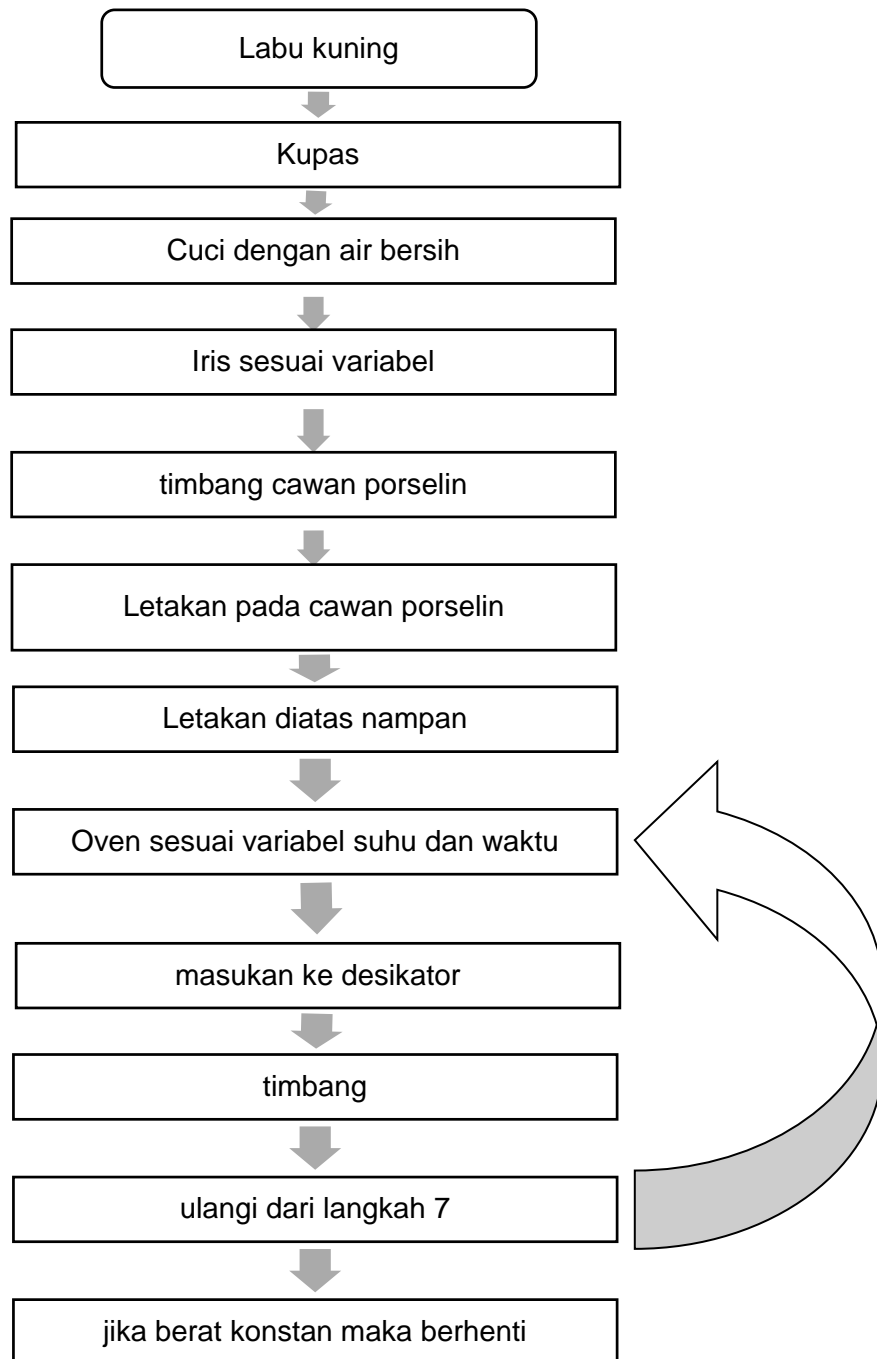 Labu kuning
Kupas
Cuci dengan air bersih
Iris sesuai variabel
timbang cawan porselin
Letakan pada cawan porselin
Letakan diatas nampan
Oven sesuai variabel suhu dan waktu
masukan ke desikator
timbang
ulangi dari langkah 7
jika berat konstan maka berhenti